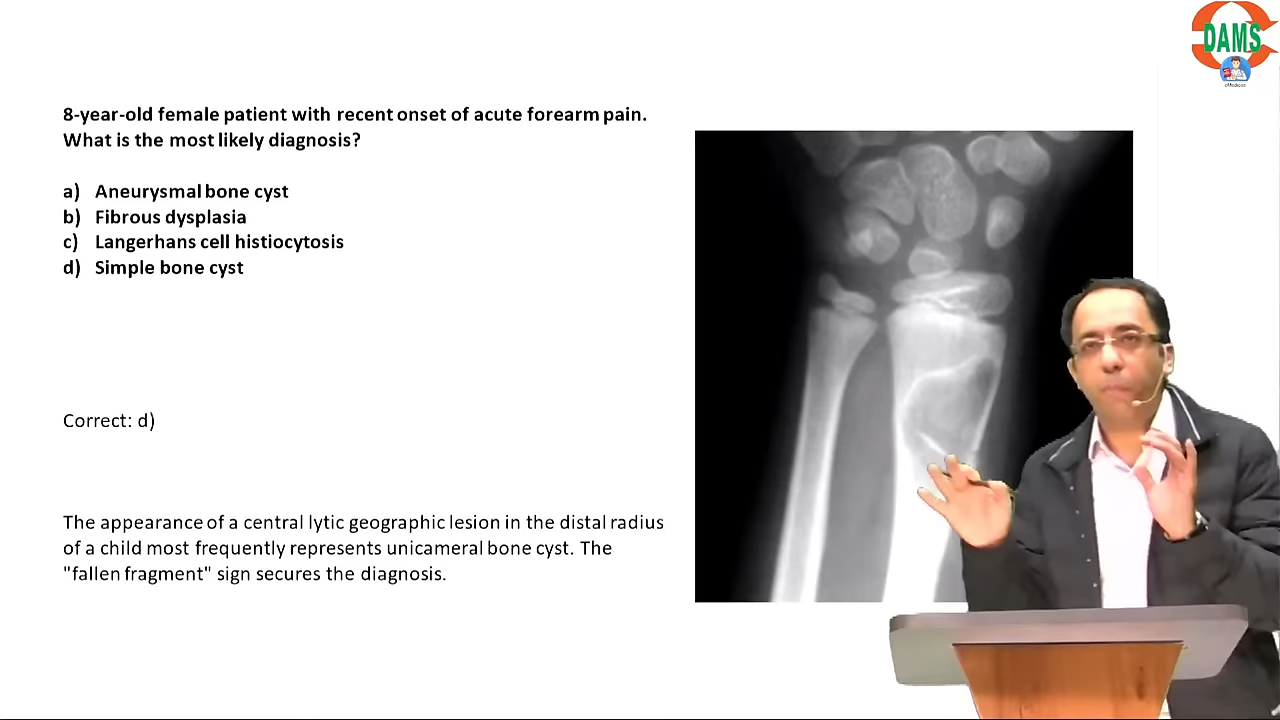 DAMS
eMedicoz
8-year-old female patient with recent onset of acute forearm pain.
What is the most likely diagnosis?
a) Aneurysmal bone cyst
b) Fibrous dysplasia
c) Langerhans cell histiocytosis
d) Simple bone cyst
Correct: d)
The appearance of a central lytic geographic lesion in the distal radius
of a child most frequently represents unicameral bone cyst. The
"fallen fragment" sign secures the diagnosis.